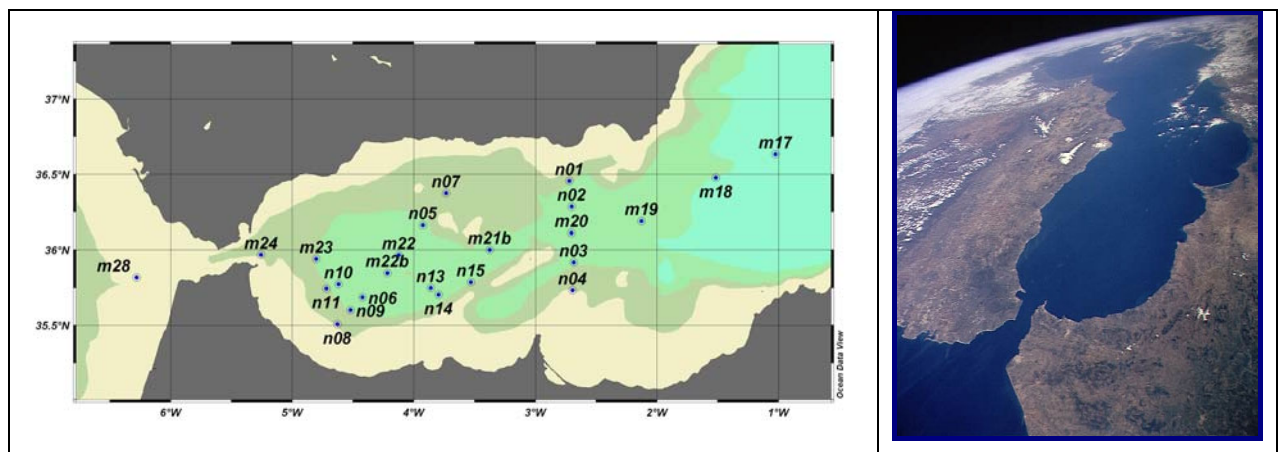 37°N
m17
36.5°N
n07
n01
m18
n02
n05
m19
m24
m23
m22
m21b
m20
36°N
m28
n10
m22b
n03
n13
n15
n11
n06
n14
n04
n09
35.5°N
n08
6°W
5°W
4°W
3°W
2°W
1°W
Ocean Data View